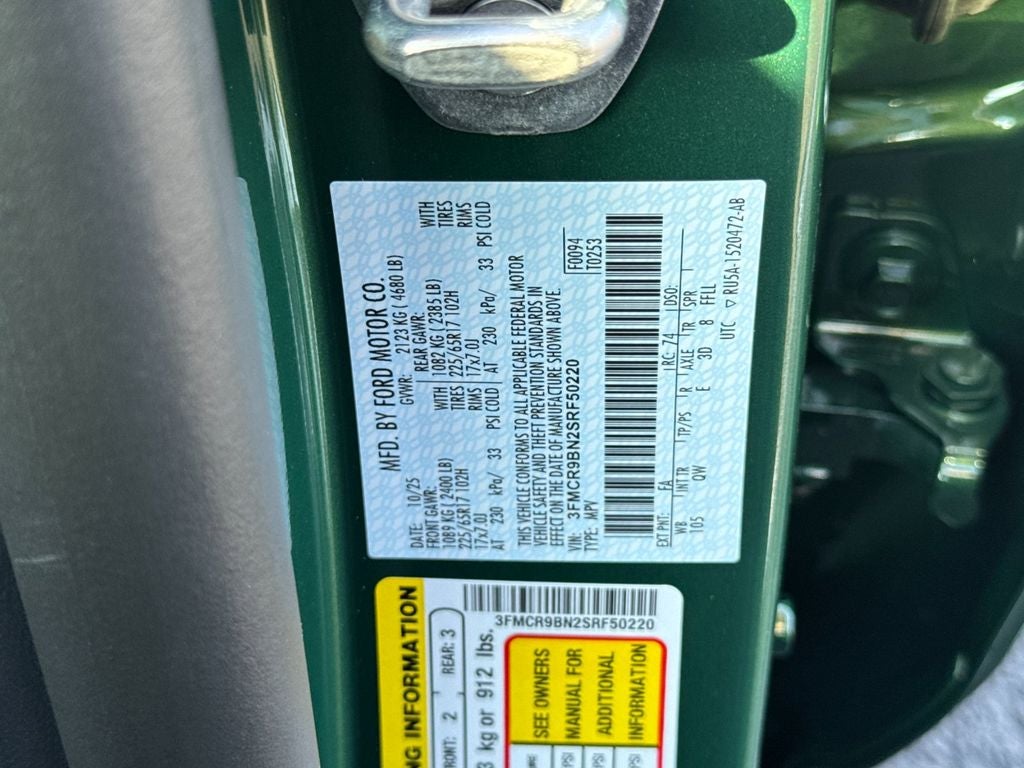 MFD. BY FORD MOTOR CO.
DATE: 10/25 GVWR: 2123 KG ( 4680 LB)
FRONT GAWR: REAR GAWR:
1089 KG ( 2400 LB) WITH 1082 KG ( 2385 LB) WITH
225/65R17 102H TIRES 225/65R17 102H TIRES
17x7.0J RIMS 17x7.0J RIMS
AT 230 kPa/ 33 PSI COLD AT 230 kPa/ 33 PSI COLD
THIS VEHICLE CONFORMS TO ALL APPLICABLE FEDERAL MOTOR
VEHICLE SAFETY AND THEFT PREVENTION STANDARDS IN
EFFECT ON THE DATE OF MANUFACTURE SHOWN ABOVE.
VIN: 3FMCR9BN2SRF50220 F0094
TYPE: MPV T0253
EXT PNT: FA RC: 74 DSO:
WB INT TR TP/PS R AXLE TR SPR
105 QW E 3D 8 FFLL
UTC ▽ RU5A-1520472-AB
NG INFORMATION
RONT: 2 REAR: 3
kg or 912 lbs.
3FMCR9BN2SRF50220
SEE OWNERS
PSI MANUAL FOR
PSI ADDITIONAL
PSI INFORMATION